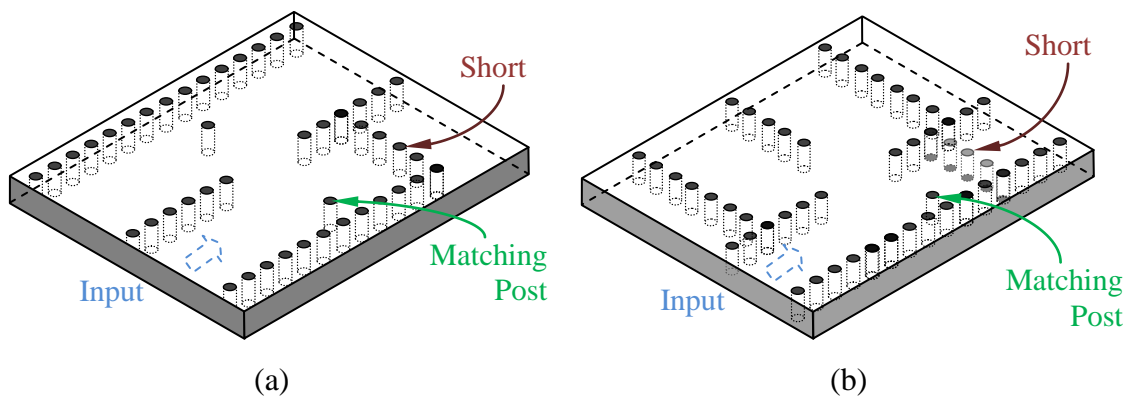 Short
Input
Matching
Post
(a)
Short
Input
Matching
Post
(b)